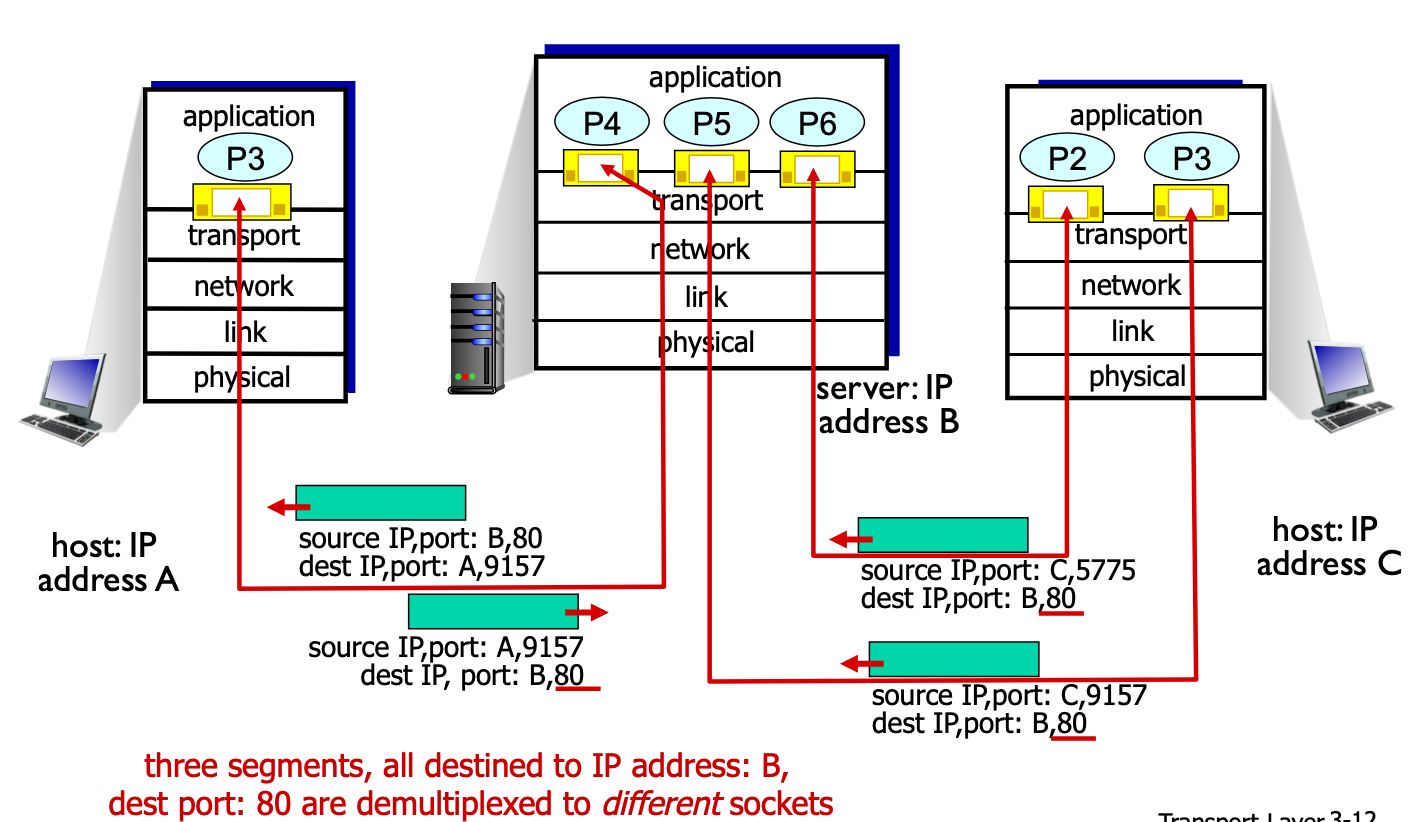 application
P3
transport
network
link
physical
host: IP
address A
application
P4 P5 P6
transport
network
link
physical
server: IP
address B
application
P2 P3
transport
network
link
physical
host: IP
address C
source IP,port: B,80
dest IP,port: A,9157
source IP,port: A,9157
dest IP, port: B,80
source IP,port: C,5775
dest IP,port: B,80
source IP,port: C,9157
dest IP,port: B,80
three segments, all destined to IP address: B,
dest port: 80 are demultiplexed to different sockets
Transport Layer 3-12